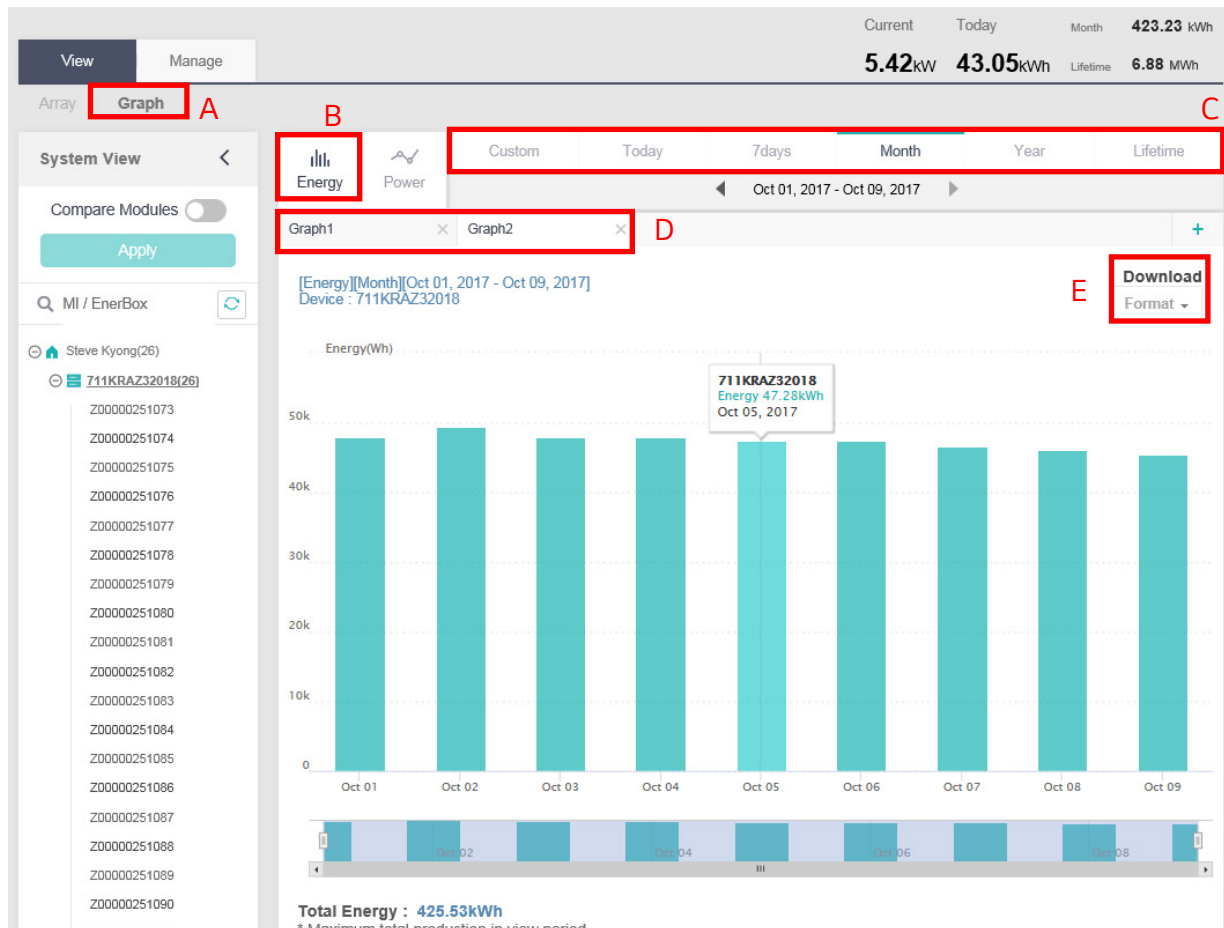 Current Today Month 423.23 kWh
5.42kW 43.05kWh Lifetime 6.88 MWh
View Manage
Array Graph A
B C
System View
Energy Power
Custom Today 7days Month Year Lifetime
Oct 01, 2017 - Oct 09, 2017
Compare Modules
Apply
Graph1 × Graph2 × D +
MI / EnerBox
[Energy][Month][Oct 01, 2017 - Oct 09, 2017]
Device : 711KRAZ32018
E
Download
Format
Steve Kyong(26)
711KRAZ32018(26)
Z00000251073
Z00000251074
Z00000251075
Z00000251076
Z00000251077
Z00000251078
Z00000251079
Z00000251080
Z00000251081
Z00000251082
Z00000251083
Z00000251084
Z00000251085
Z00000251086
Z00000251087
Z00000251088
Z00000251089
Z00000251090
Energy(Wh)
711KRAZ32018
Energy 47.28kWh
Oct 05, 2017
50k
40k
30k
20k
10k
0
Oct 01 Oct 02 Oct 03 Oct 04 Oct 05 Oct 06 Oct 07 Oct 08 Oct 09
Oct 02 Oct 04 Oct 06 Oct 08
Total Energy : 425.53kWh
* Maximum total production in view period